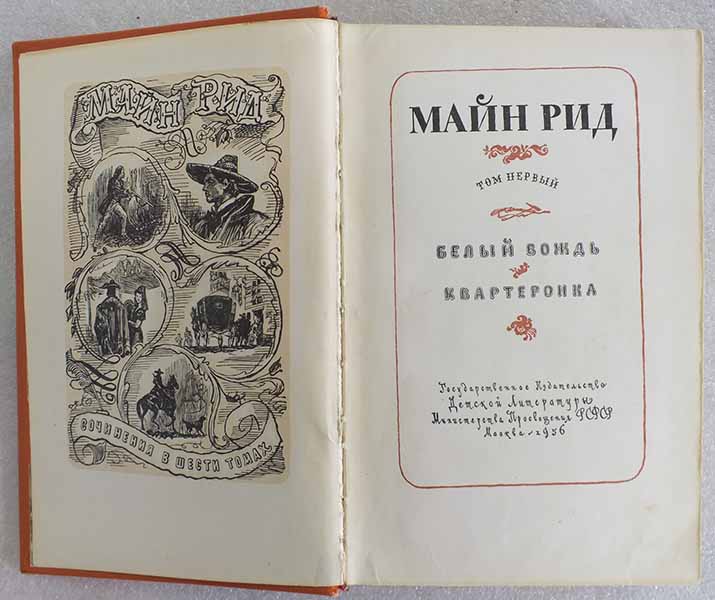 МАЙН РИД
СОЧИНЕНИЯ В ШЕСТИ ТОМАХ
МАЙН РИД
ТОМ ПЕРВЫЙ
БЕЛЫЙ ВОЖДЬ
КВАРТЕРОНКА
Государственное Издательство
Детской Литературы
Министерства Просвещения РСФСР
Москва - 1956